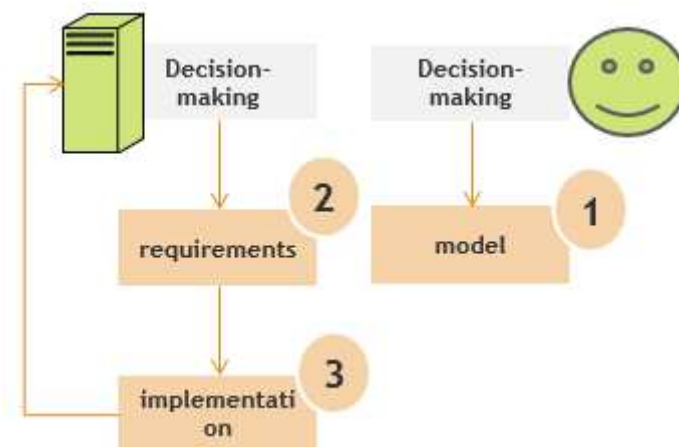 Decision-
making
Decision-
making
2
1
requirements
model
3
implementati
on